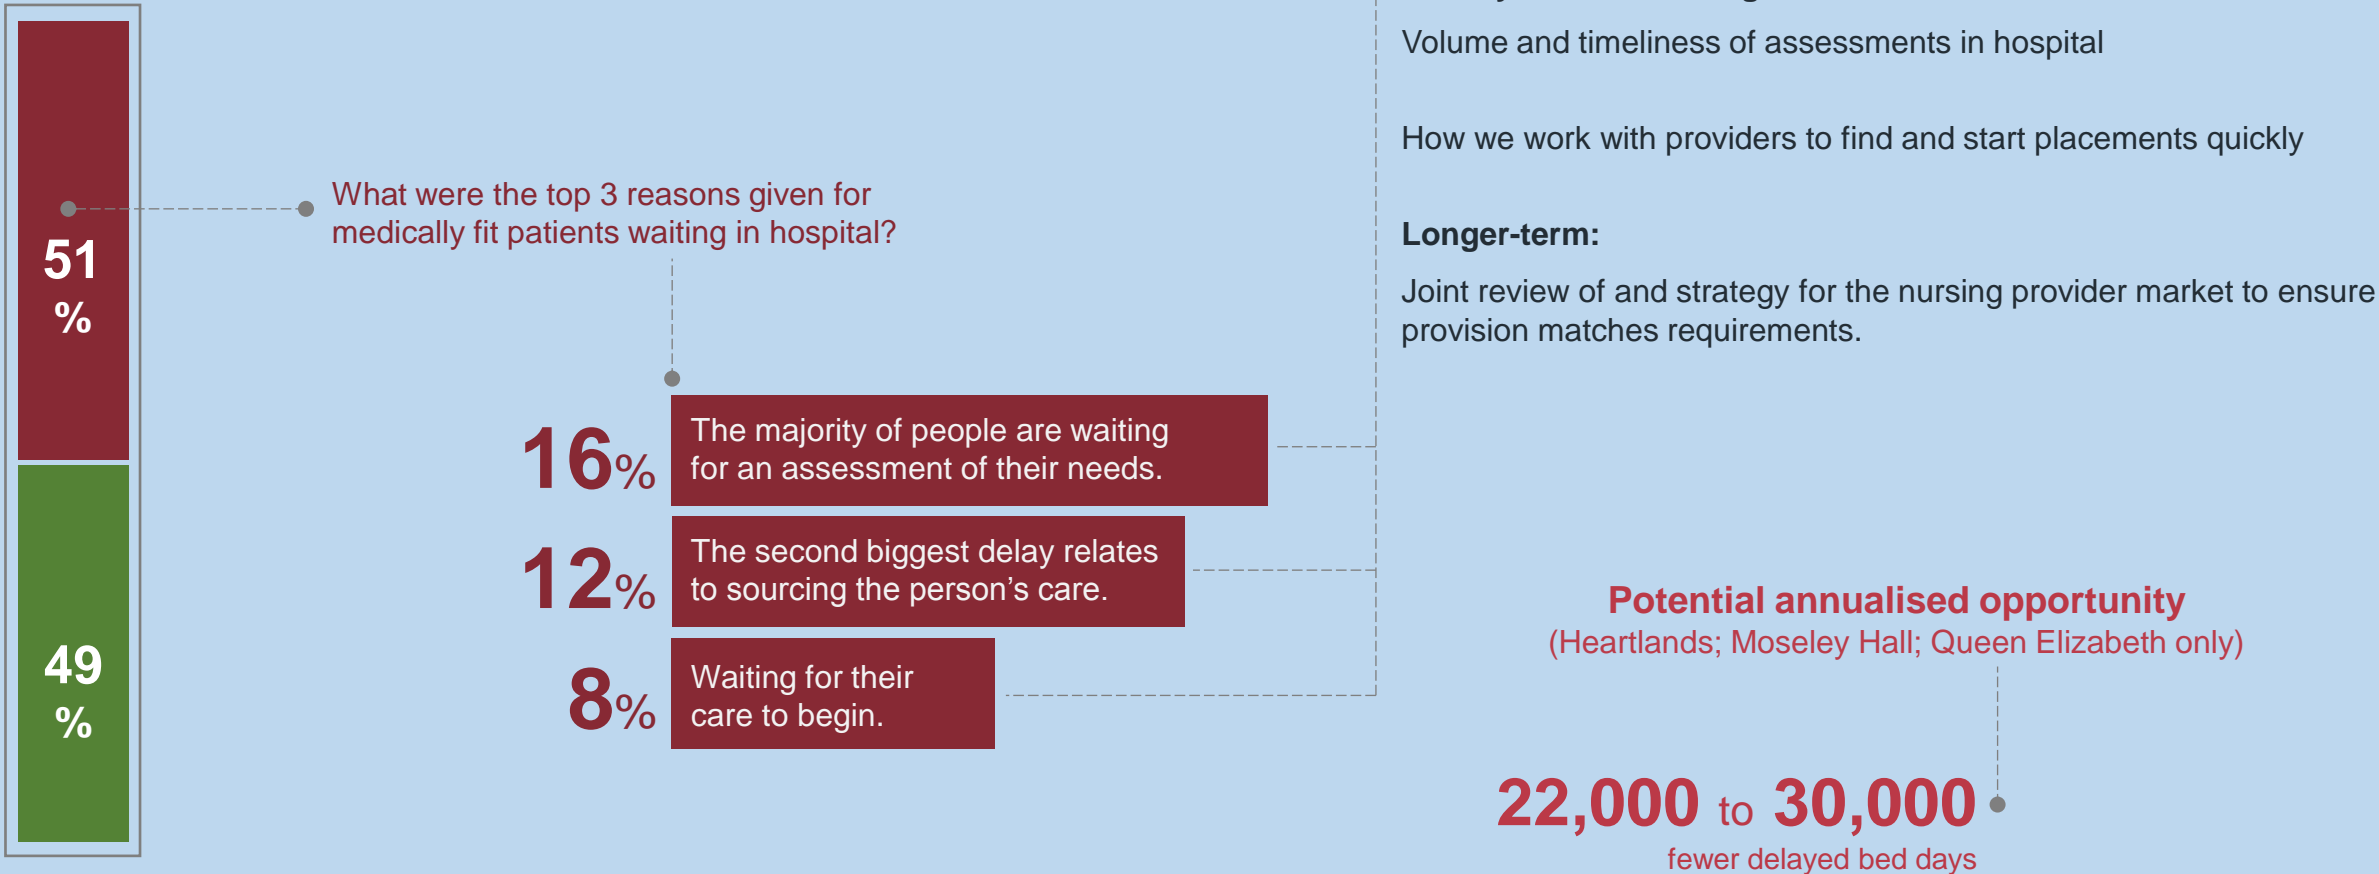 51
%
49
%
What were the top 3 reasons given for
medically fit patients waiting in hospital?
16%
The majority of people are waiting
for an assessment of their needs.
12%
The second biggest delay relates
to sourcing the person’s care.
8%
Waiting for their
care to begin.
Volume and timeliness of assessments in hospital
How we work with providers to find and start placements quickly
Longer-term:
Joint review of and strategy for the nursing provider market to ensure
provision matches requirements.
Potential annualised opportunity
(Heartlands; Moseley Hall; Queen Elizabeth only)
22,000 to 30,000
fewer delayed bed days